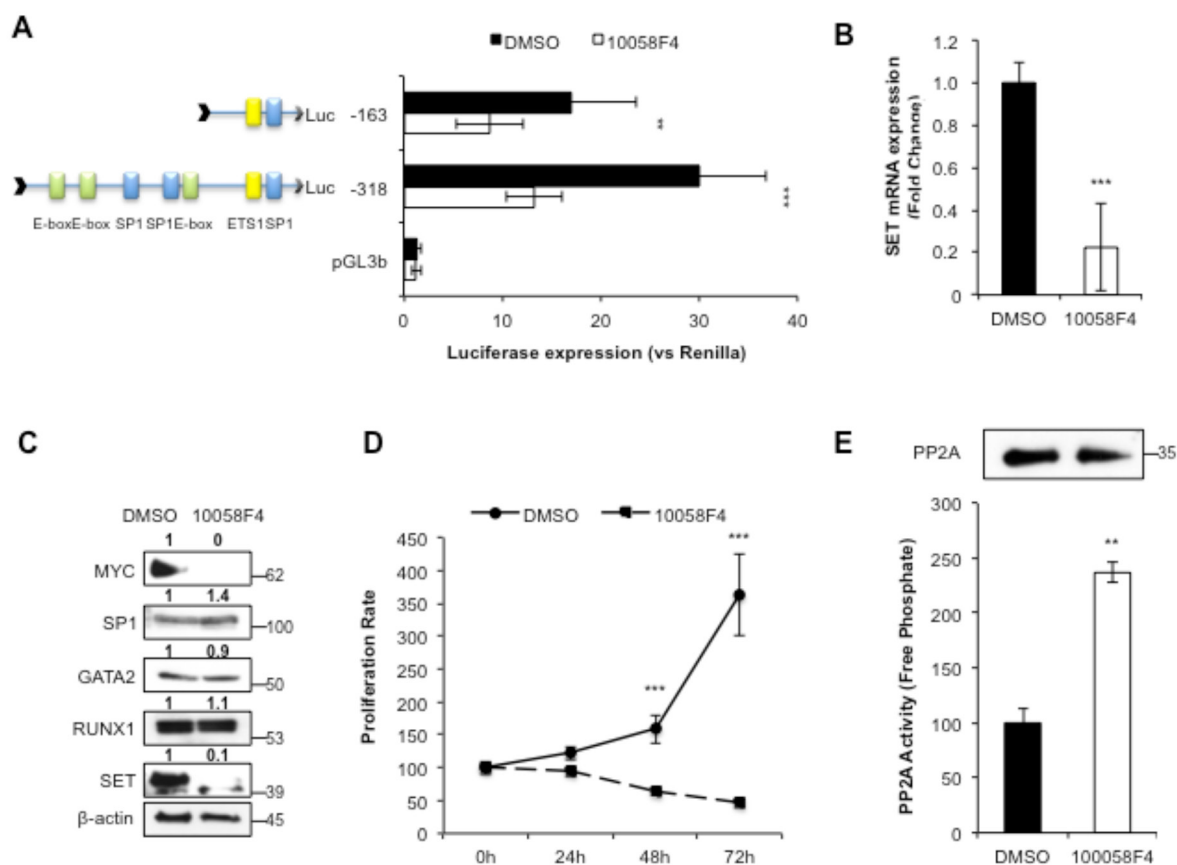 A
DMSO 10058F4
Luc -163
Luc -318
E-boxE-box SP1 SP1E-box ETS1SP1
pGL3b
**
***
0 10 20 30 40
Luciferase expression (vs Renilla)
B
SET mRNA expression
(Fold Change)
1.2
1.0
0.8
0.6
0.4
0.2
0
***
DMSO 10058F4
C
DMSO 10058F4
1 0
MYC 62
1 1.4
SP1 100
1 0.9
GATA2 50
1 1.1
RUNX1 53
1 0.1
SET 39
β-actin 45
D
DMSO 10058F4
Proliferation Rate
450
400
350
300
250
200
150
100
50
0
***
***
0h 24h 48h 72h
E
PP2A 35
PP2A Activity (Free Phosphate)
300
250
200
150
100
50
0
**
DMSO 100058F4